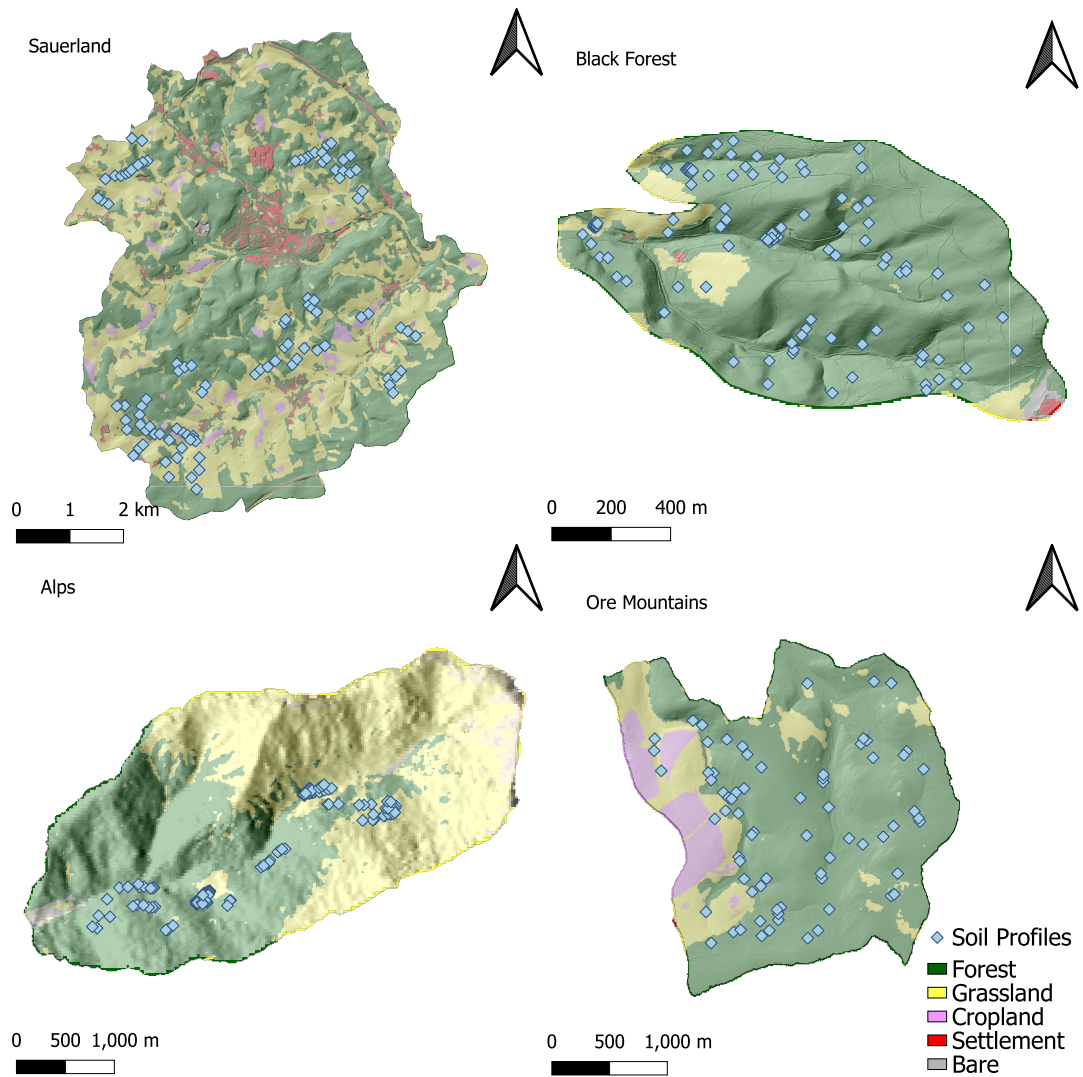 Sauerland
Black Forest
0 1 2 km
0 200 400 m
Alps
Ore Mountains
Soil Profiles
Forest
Grassland
Cropland
Settlement
Bare
0 500 1,000 m
0 500 1,000 m